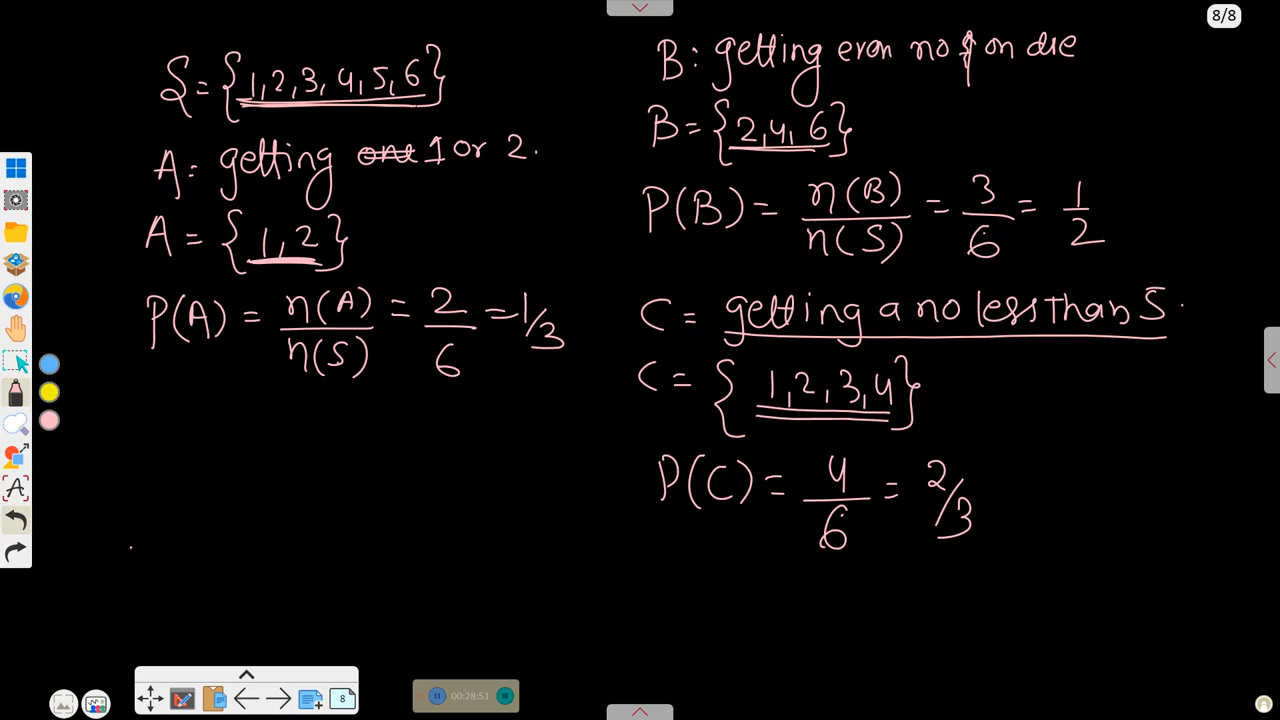 S = {1,2,3,4,5,6}
A = getting 1 or 2.
A = {1,2}
P(A) = n(A)/n(S) = 2/6 = 1/3
B: getting even no on die
B = {2,4,6}
P(B) = n(B)/n(S) = 3/6 = 1/2
C = getting a no less than 5.
C = {1,2,3,4}
P(C) = 4/6 = 2/3
8/8
8
00:28:51